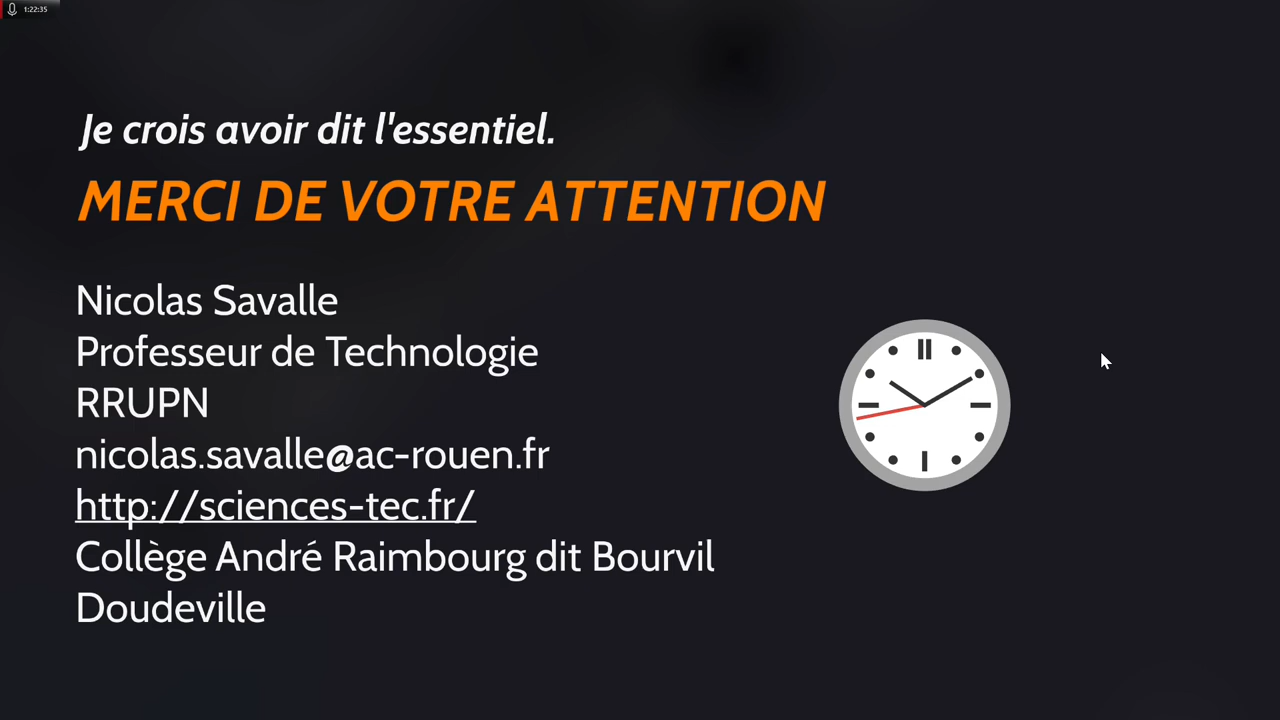 1:22:35
Je crois avoir dit l'essentiel.
MERCI DE VOTRE ATTENTION
Nicolas Savalle
Professeur de Technologie
RRUPN
nicolas.savalle@ac-rouen.fr
http://sciences-tec.fr/
Collège André Raimbourg dit Bourvil
Doudeville